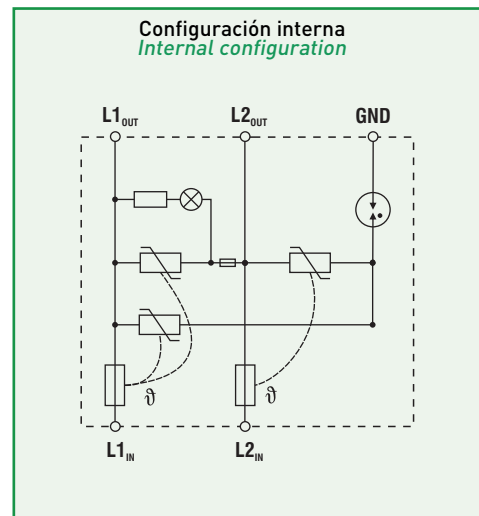 Configuración interna
Internal configuration
L1OUT L2OUT GND
ϑ ϑ
L1IN L2IN